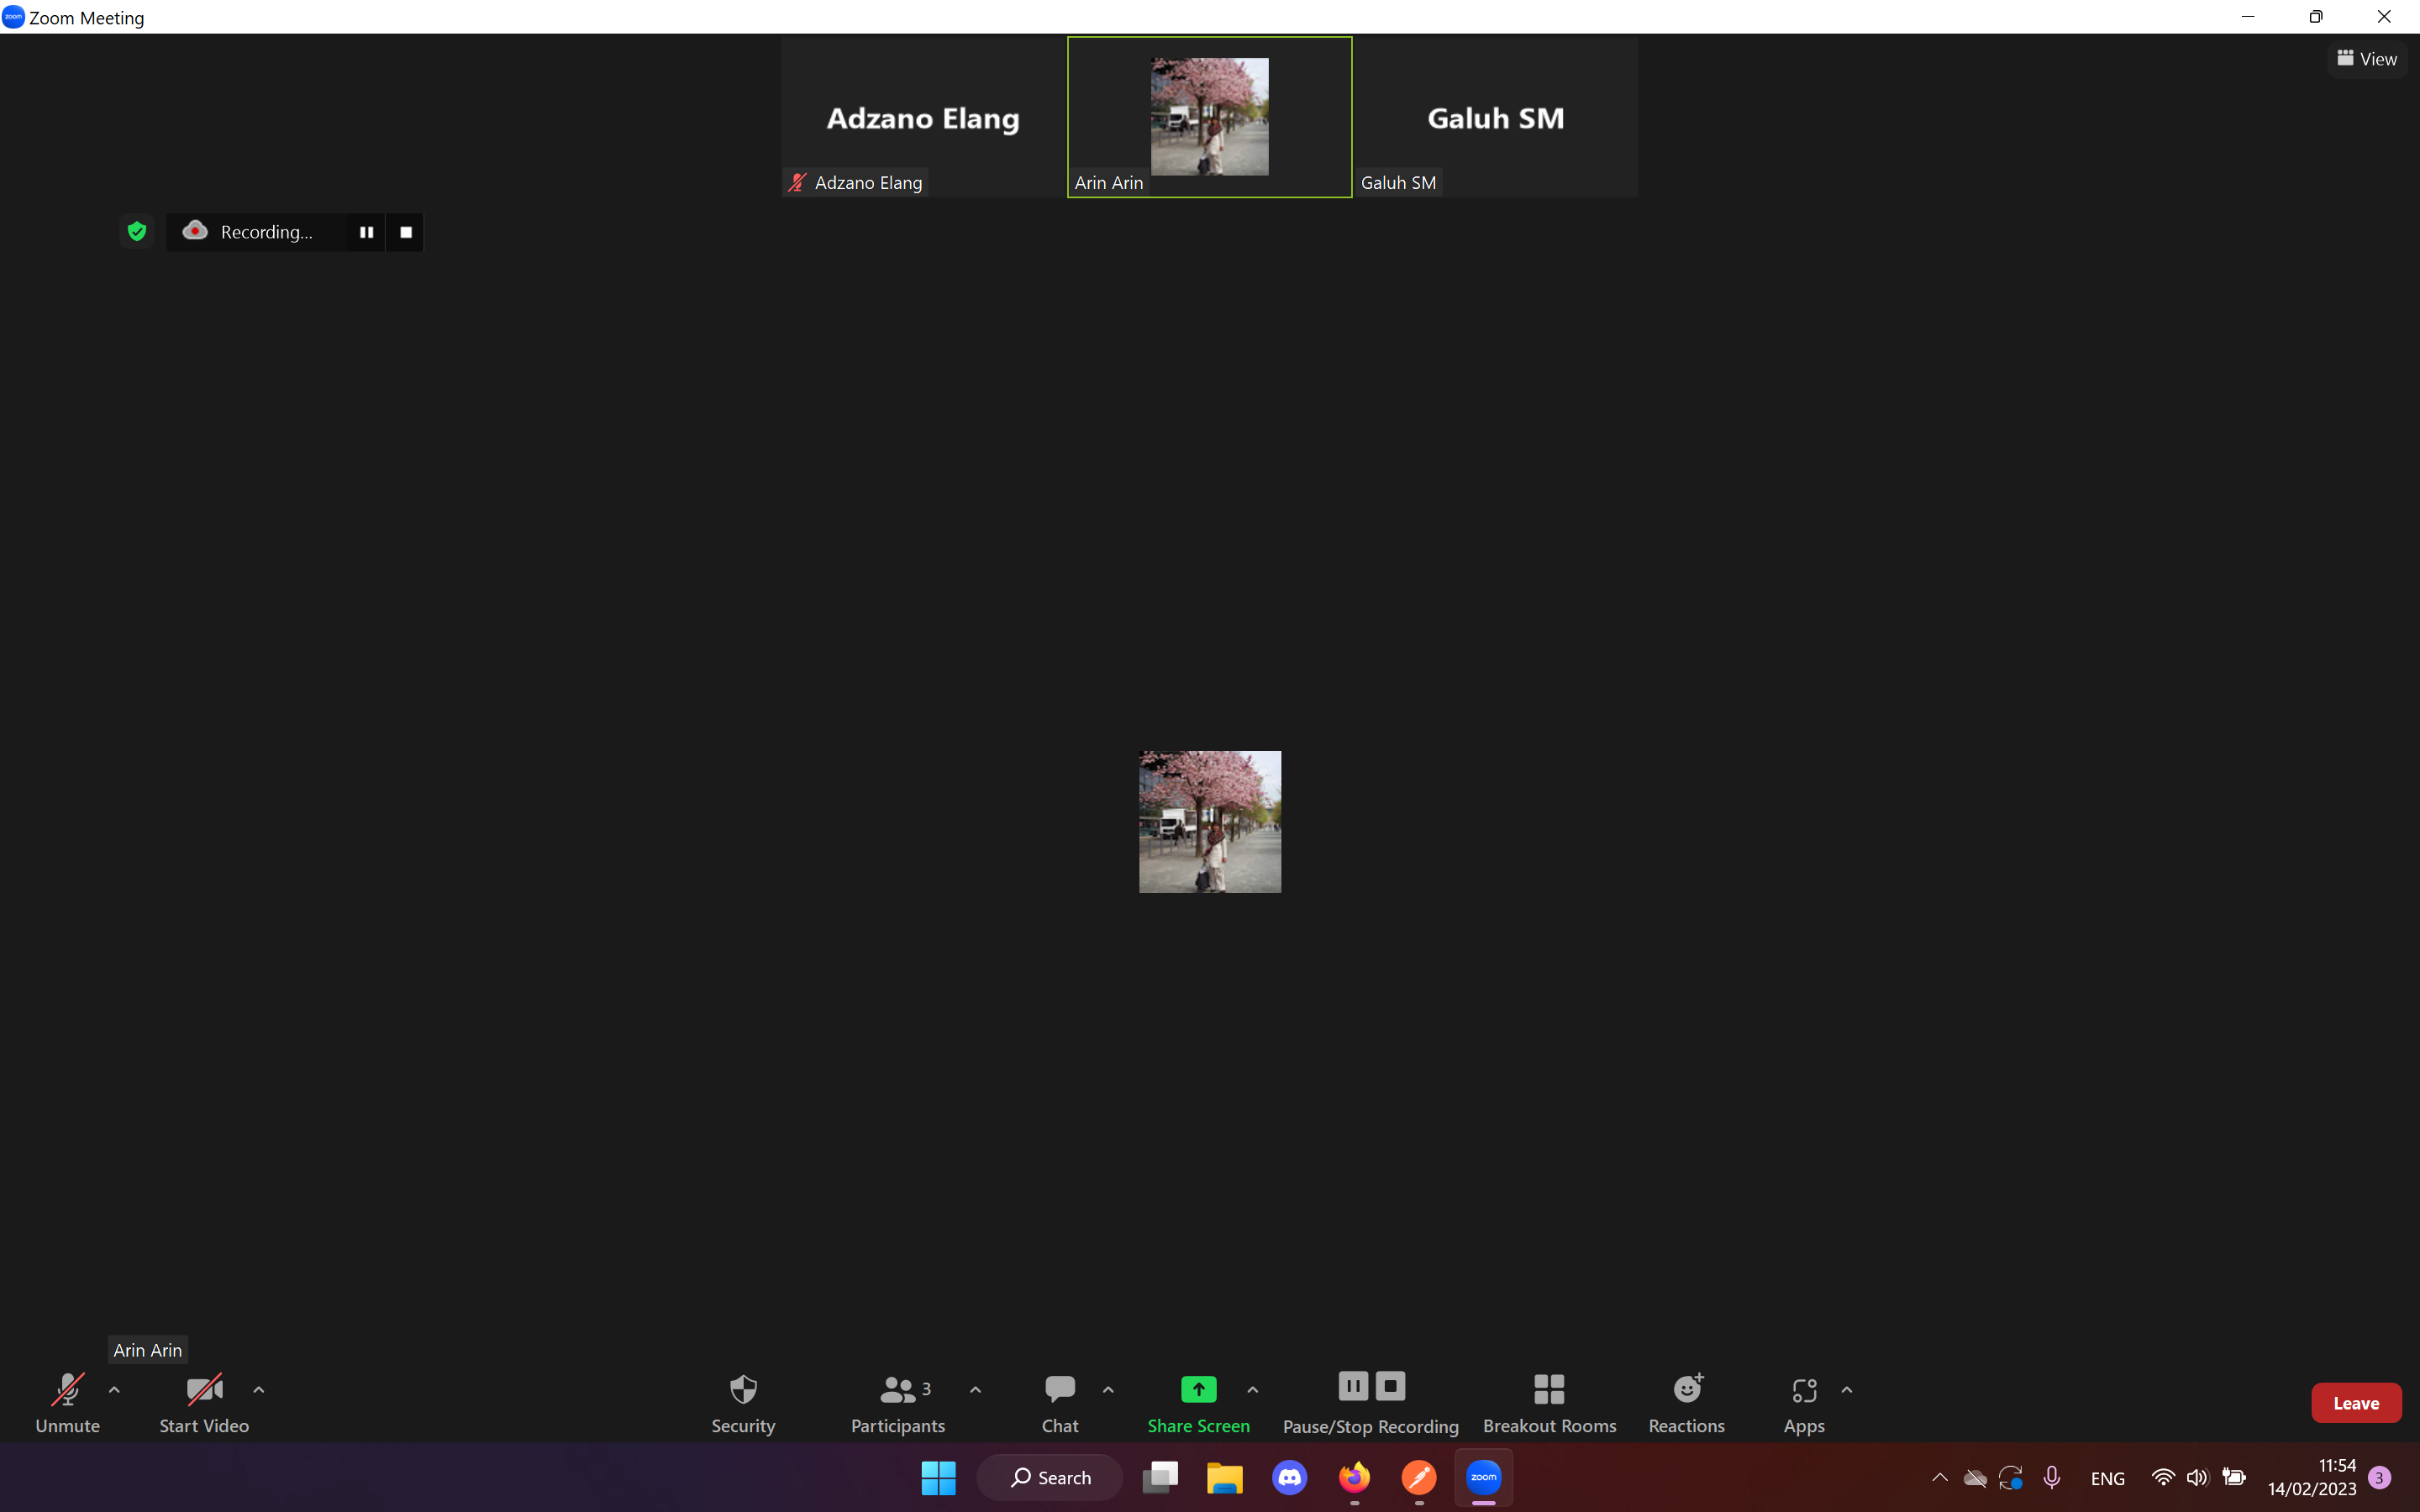 zoom Zoom Meeting
View
Adzano Elang
Galuh SM
Adzano Elang
Arin Arin
Galuh SM
Recording...
Arin Arin
3
Unmute
Start Video
Security
Participants
Chat
Share Screen
Pause/Stop Recording
Breakout Rooms
Reactions
Apps
Leave
Search
zoom
ENG
11:54
14/02/2023
3